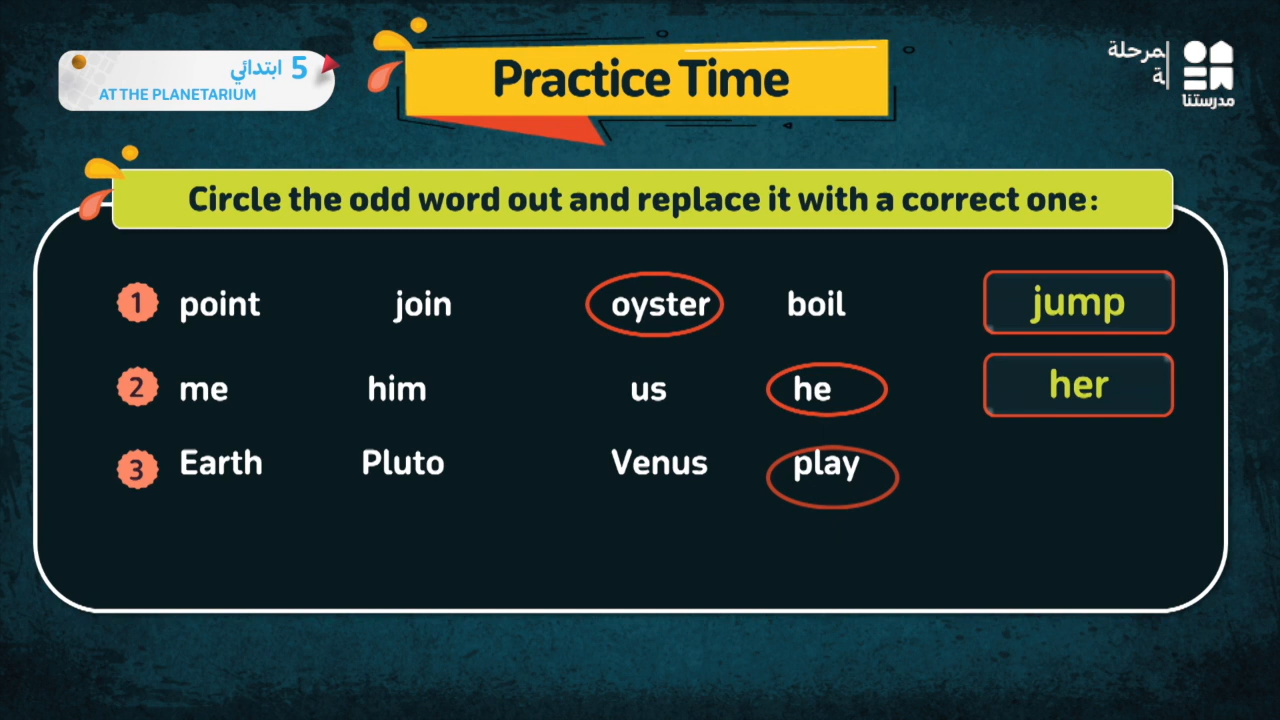 5 ابتدائي
AT THE PLANETARIUM
Practice Time
مدرستنا
Circle the odd word out and replace it with a correct one:
1 point join oyster boil jump
2 me him us he her
3 Earth Pluto Venus play